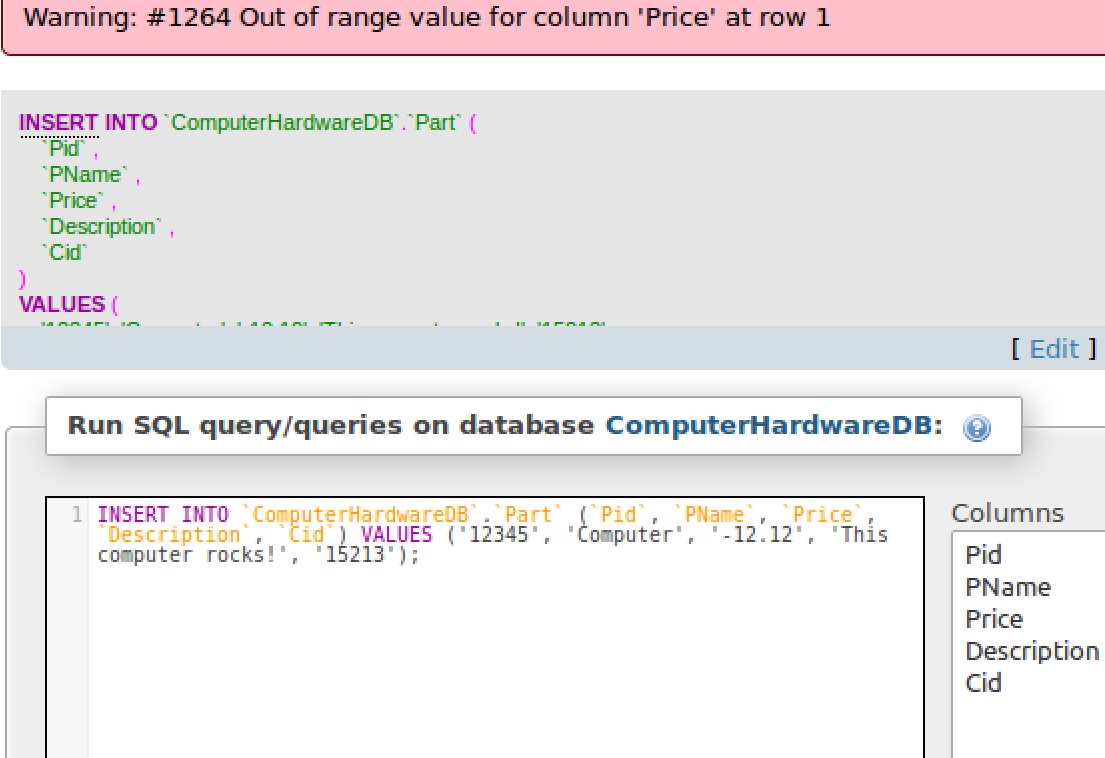 Warning: #1264 Out of range value for column 'Price' at row 1
INSERT INTO `ComputerHardwareDB`.`Part` (
`Pid` ,
`PName` ,
`Price` ,
`Description` ,
`Cid`
)
VALUES (
[ Edit ]
Run SQL query/queries on database ComputerHardwareDB:
1 INSERT INTO `ComputerHardwareDB`.`Part` (`Pid`, `PName`, `Price`,
`Description`, `Cid`) VALUES ('12345', 'Computer', '-12.12', 'This
computer rocks!', '15213');
Columns
Pid
PName
Price
Description
Cid